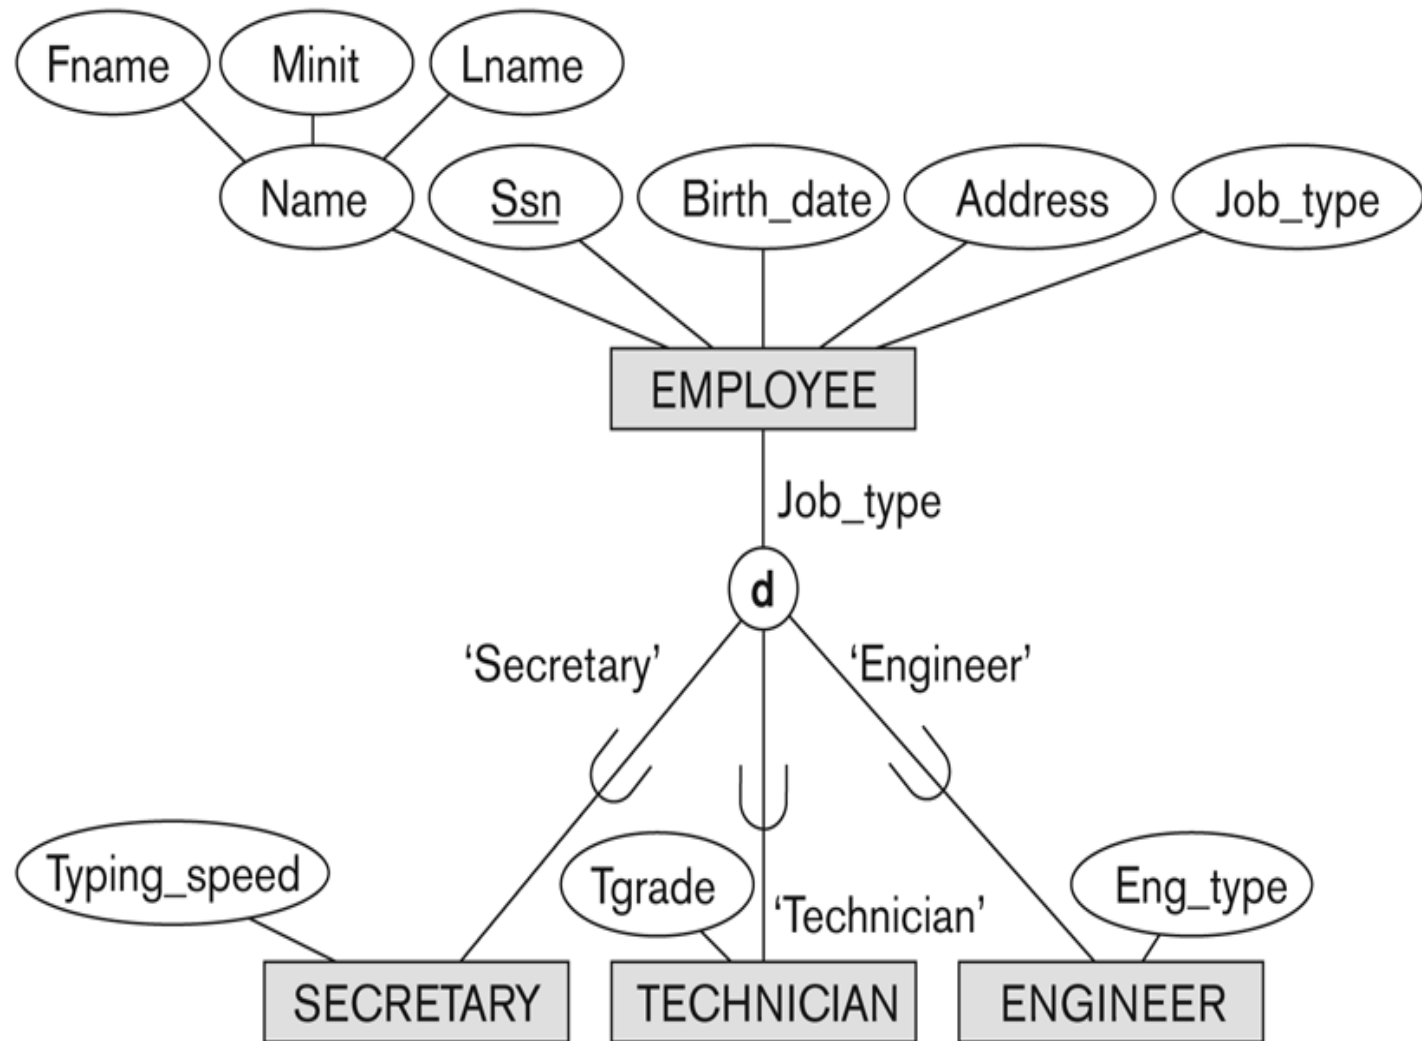 Fname
Minit
Lname
Name
Ssn
Birth_date
Address
Job_type
EMPLOYEE
Job_type
d
‘Secretary’
‘Engineer’
Typing_speed
Tgrade
‘Technician’
Eng_type
SECRETARY
TECHNICIAN
ENGINEER